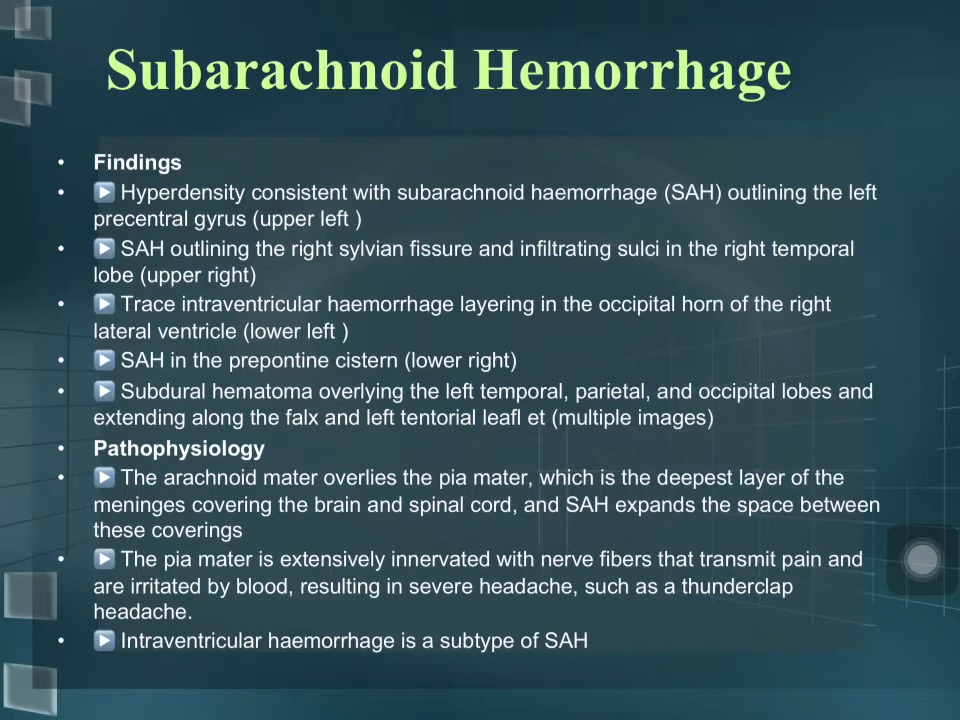 Subarachnoid Hemorrhage
• Findings
• ▶ Hyperdensity consistent with subarachnoid haemorrhage (SAH) outlining the left
precentral gyrus (upper left )
• ▶ SAH outlining the right sylvian fissure and infiltrating sulci in the right temporal
lobe (upper right)
• ▶ Trace intraventricular haemorrhage layering in the occipital horn of the right
lateral ventricle (lower left )
• ▶ SAH in the prepontine cistern (lower right)
• ▶ Subdural hematoma overlying the left temporal, parietal, and occipital lobes and
extending along the falx and left tentorial leafl et (multiple images)
• Pathophysiology
• ▶ The arachnoid mater overlies the pia mater, which is the deepest layer of the
meninges covering the brain and spinal cord, and SAH expands the space between
these coverings
• ▶ The pia mater is extensively innervated with nerve fibers that transmit pain and
are irritated by blood, resulting in severe headache, such as a thunderclap
headache.
• ▶ Intraventricular haemorrhage is a subtype of SAH